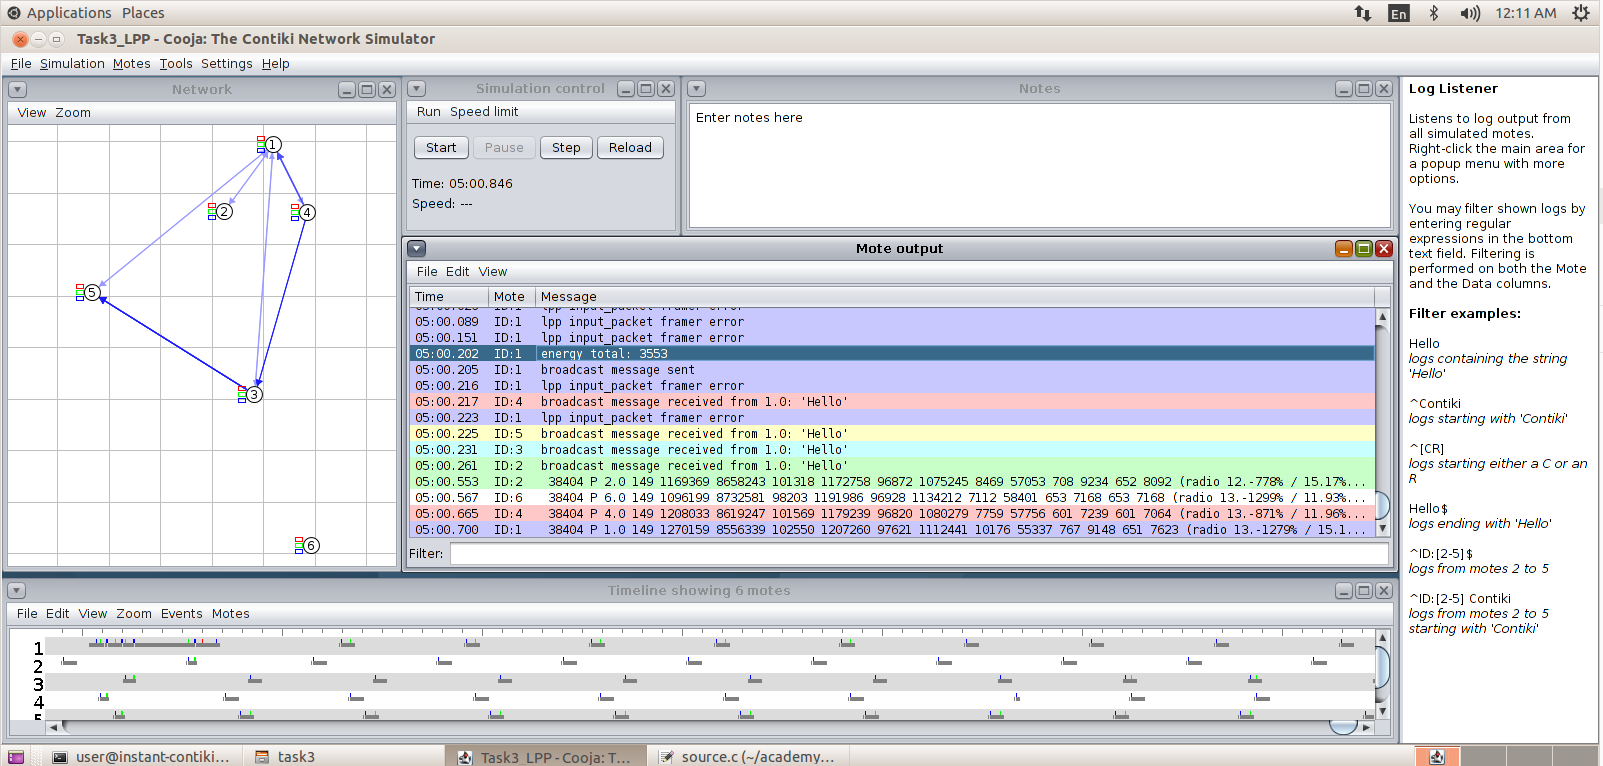 Applications Places
En
12:11 AM
Task3_LPP - Cooja: The Contiki Network Simulator
File Simulation Motes Tools Settings Help
Network
View Zoom
1
2
4
5
3
6
Simulation control
Run Speed limit
Start Pause Step Reload
Time: 05:00.846
Speed: ---
Notes
Enter notes here
Mote output
File Edit View
Time Mote Message
05:00.089 ID:1 lpp input_packet framer error
05:00.151 ID:1 lpp input_packet framer error
05:00.202 ID:1 energy total: 3553
05:00.205 ID:1 broadcast message sent
05:00.216 ID:1 lpp input_packet framer error
05:00.217 ID:4 broadcast message received from 1.0: 'Hello'
05:00.223 ID:1 lpp input_packet framer error
05:00.225 ID:5 broadcast message received from 1.0: 'Hello'
05:00.231 ID:3 broadcast message received from 1.0: 'Hello'
05:00.261 ID:2 broadcast message received from 1.0: 'Hello'
05:00.553 ID:2 38404 P 2.0 149 1169369 8658243 101318 1172758 96872 1075245 8469 57053 708 9234 652 8092 (radio 12.-778% / 15.17%...
05:00.567 ID:6 38404 P 6.0 149 1096199 8732581 98203 1191986 96928 1134212 7112 58401 653 7168 653 7168 (radio 13.-1299% / 11.93%...
05:00.665 ID:4 38404 P 4.0 149 1208033 8619247 101569 1179239 96820 1080279 7759 57756 601 7239 601 7064 (radio 13.-871% / 11.96%...
05:00.700 ID:1 38404 P 1.0 149 1270159 8556339 102550 1207260 97621 1112441 10176 55337 767 9148 651 7623 (radio 13.-1279% / 15.1...
Filter:
Log Listener
Listens to log output from
all simulated motes.
Right-click the main area for
a popup menu with more
options.
You may filter shown logs by
entering regular
expressions in the bottom
text field. Filtering is
performed on both the Mote
and the Data columns.
Filter examples:
Hello
logs containing the string
'Hello'
^Contiki
logs starting with 'Contiki'
^[CR]
logs starting either a C or an
R
Hello$
logs ending with 'Hello'
^ID:[2-5]$
logs from motes 2 to 5
^ID:[2-5] Contiki
logs from motes 2 to 5
starting with 'Contiki'
Timeline showing 6 motes
File Edit View Zoom Events Motes
1
2
3
4
5
user@instant-contiki...
task3
Task3_LPP - Cooja: T...
source.c (~/academy...